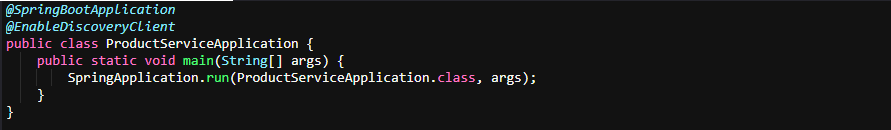 @SpringBootApplication
@EnableDiscoveryClient
public class ProductServiceApplication {
    public static void main(String[] args) {
        SpringApplication.run(ProductServiceApplication.class, args);
    }
}